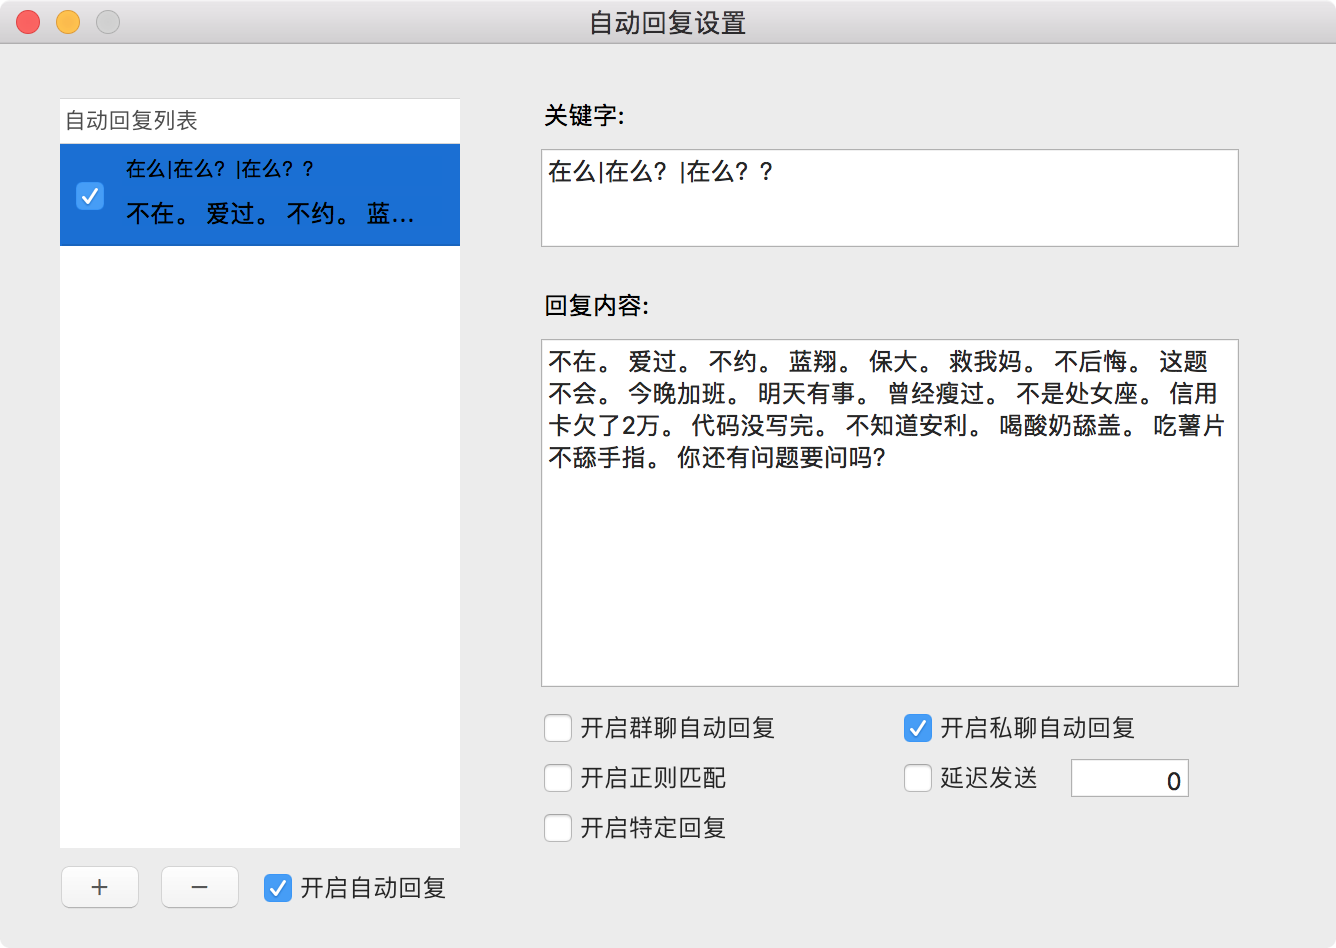 自动回复设置
自动回复列表
在么|在么？|在么？？
不在。 爱过。 不约。 蓝...
关键字:
在么|在么？|在么？？
回复内容:
不在。 爱过。 不约。 蓝翔。 保大。 救我妈。 不后悔。 这题
不会。 今晚加班。 明天有事。 曾经瘦过。 不是处女座。 信用
卡欠了2万。 代码没写完。 不知道安利。 喝酸奶舔盖。 吃薯片
不舔手指。 你还有问题要问吗?
开启群聊自动回复
开启私聊自动回复
开启正则匹配
延迟发送 0
开启特定回复
+ − 开启自动回复